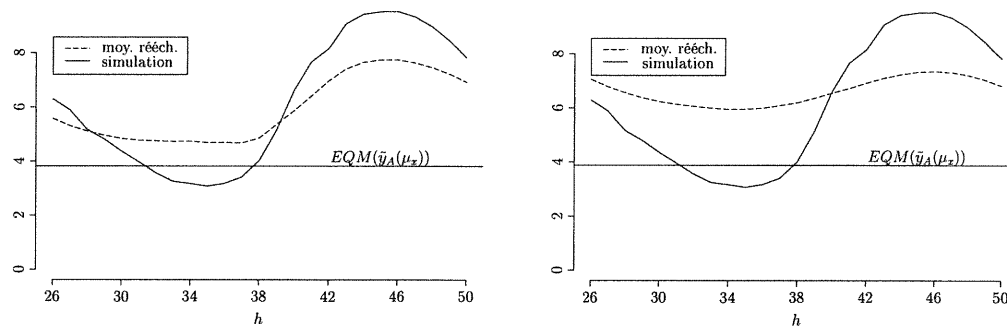 8
6
4
2
0
moy. rééch.
simulation
EQM(ỹ_A(μ_x))
26 30 34 38 42 46 50
h
8
6
4
2
0
moy. rééch.
simulation
EQM(ỹ_A(μ_x))
26 30 34 38 42 46 50
h